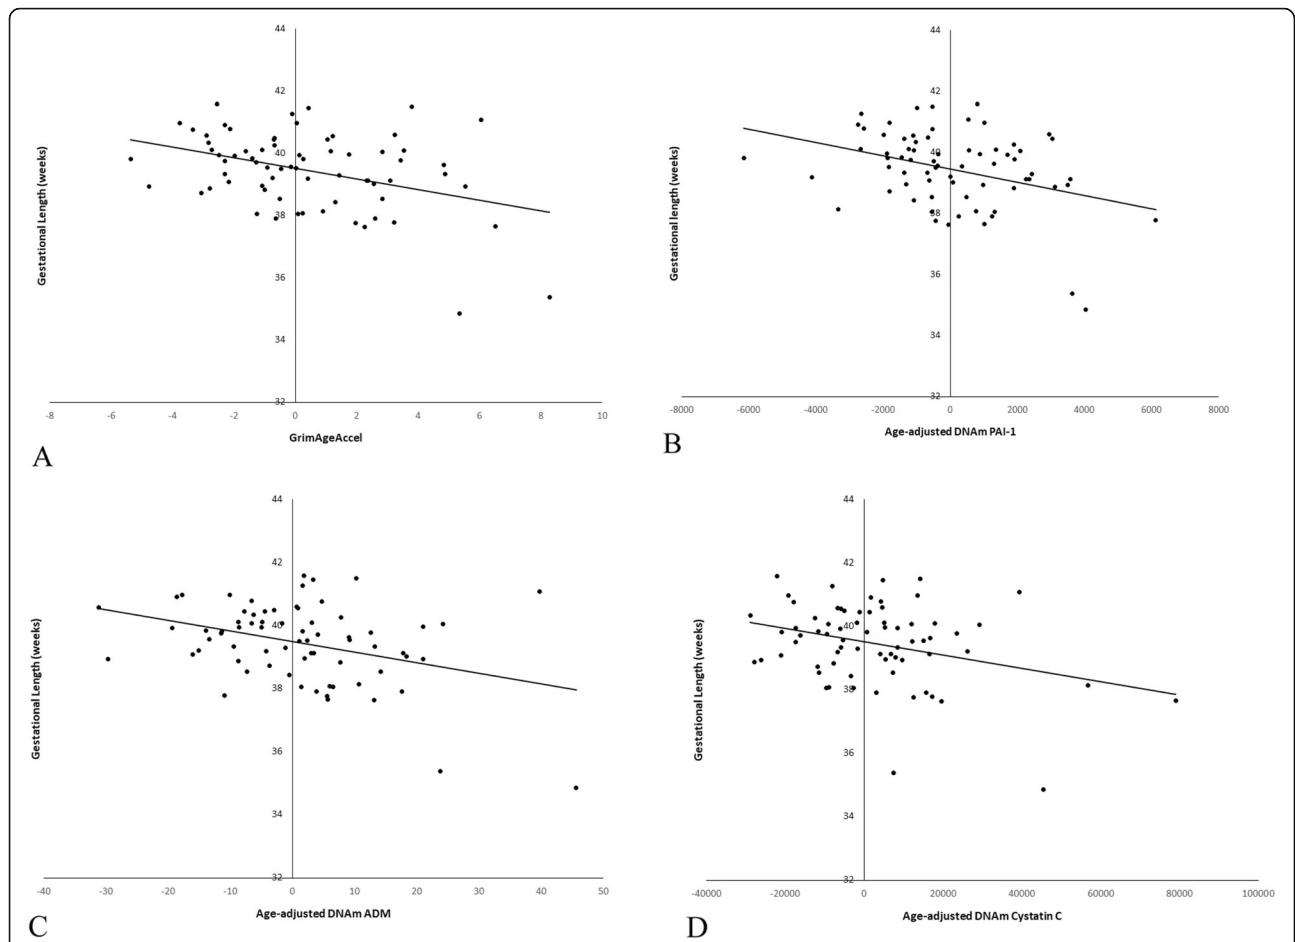 44
42
40
38
36
34
32
Gestational Length (weeks)
-8 -6 -4 -2 0 2 4 6 8 10
GrimAgeAccel
A
44
42
40
38
36
34
32
Gestational length (weeks)
-8000 -6000 -4000 -2000 0 2000 4000 6000 8000
Age-adjusted DNAm PAI-1
B
44
42
40
38
36
34
32
Gestational Length (weeks)
-40 -30 -20 -10 0 10 20 30 40 50
Age-adjusted DNAm ADM
C
44
42
40
38
36
34
32
Gestational Length (weeks)
-40000 -20000 0 20000 40000 60000 80000 100000
Age-adjusted DNAm Cystatin C
D